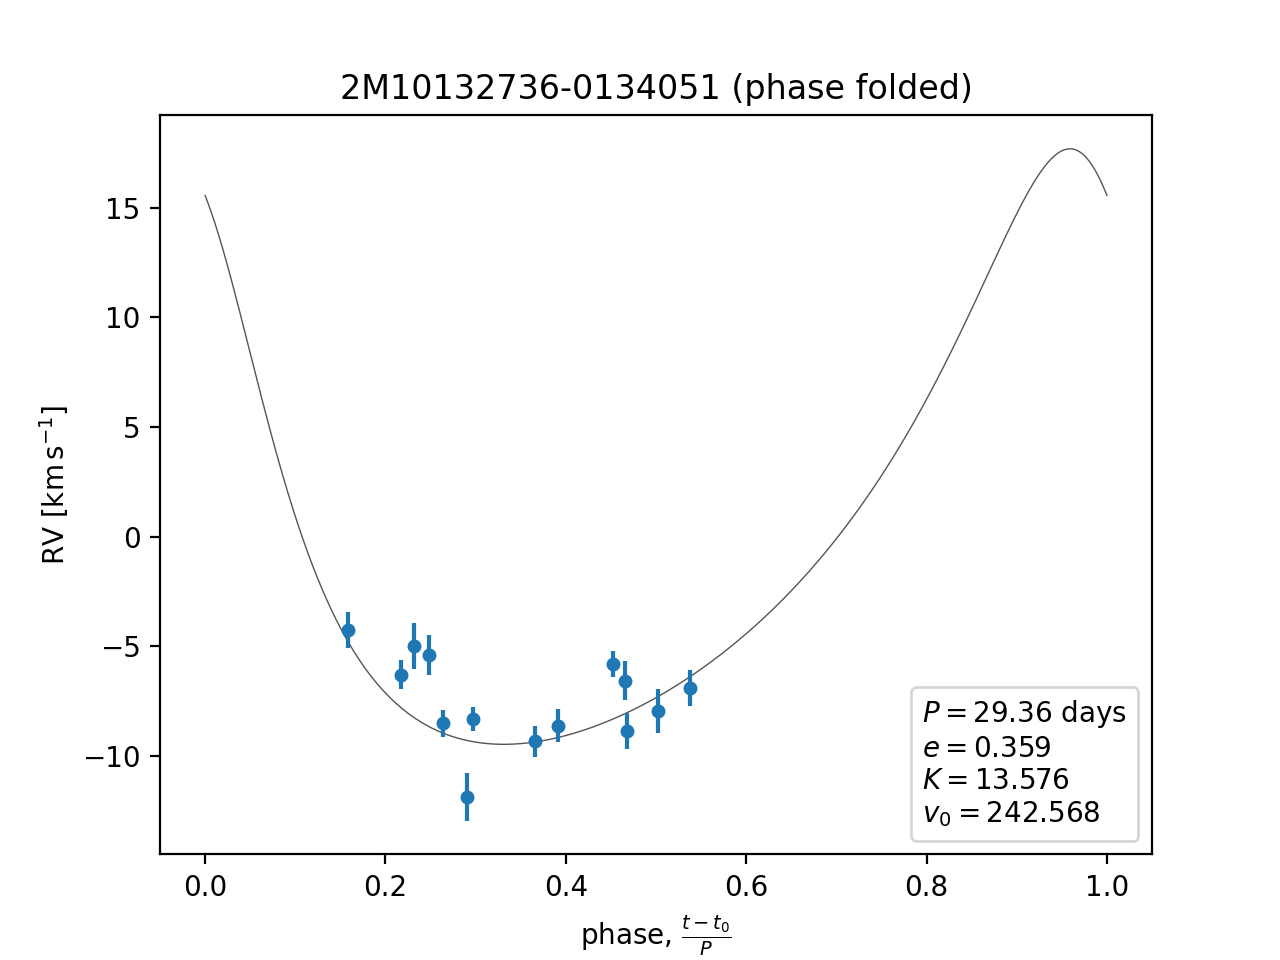 2M10132736-0134051 (phase folded)
15
10
5
0
−5
−10
RV [km s⁻¹]
P = 29.36 days
e = 0.359
K = 13.576
v₀ = 242.568
0.0 0.2 0.4 0.6 0.8 1.0
phase, (t − t₀)/P